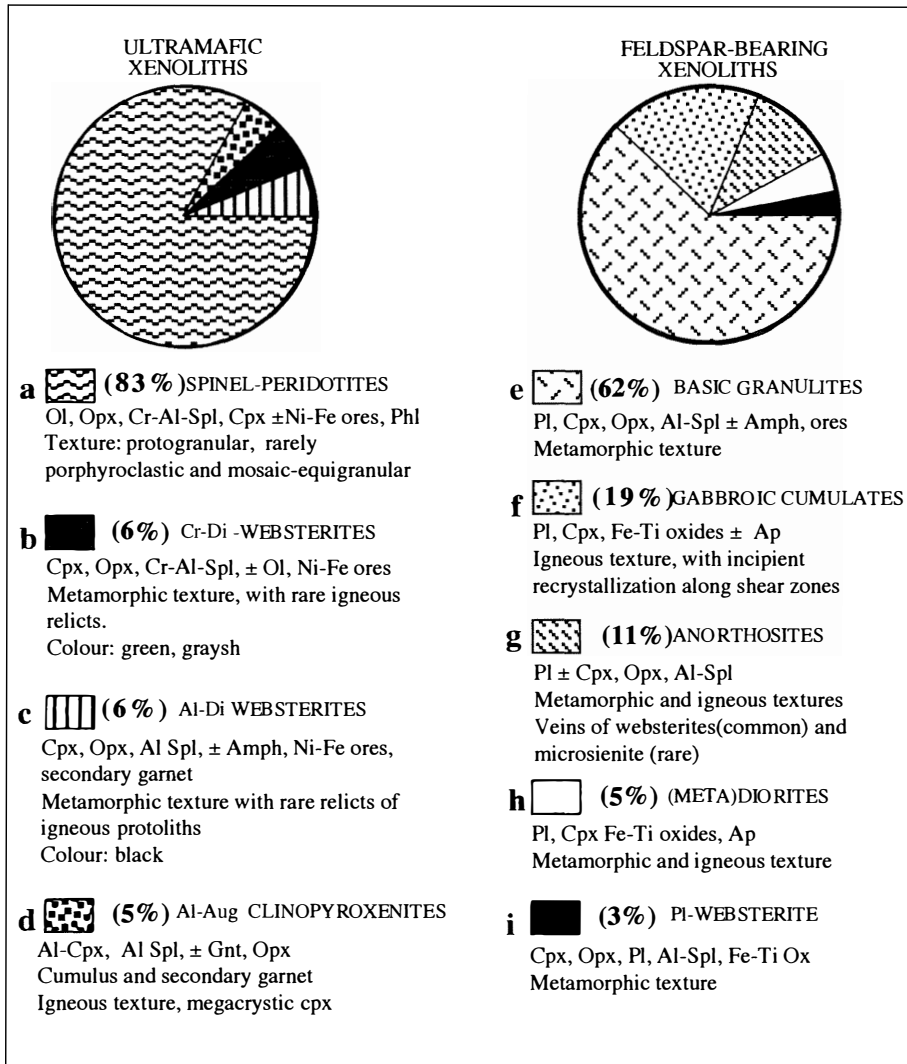 ULTRAMAFIC
XENOLITHS
a (83%) SPINEL-PERIDOTITES
Ol, Opx, Cr-Al-Spl, Cpx ±Ni-Fe ores, Phl
Texture: protogranular, rarely
porphyroclastic and mosaic-equigranular
b (6%) Cr-Di -WEBSTERITES
Cpx, Opx, Cr-Al-Spl, ± Ol, Ni-Fe ores
Metamorphic texture, with rare igneous
relicts.
Colour: green, graysh
c (6%) Al-Di WEBSTERITES
Cpx, Opx, Al Spl, ± Amph, Ni-Fe ores,
secondary garnet
Metamorphic texture with rare relicts of
igneous protoliths
Colour: black
d (5%) Al-Aug CLINOPYROXENITES
Al-Cpx, Al Spl, ± Gnt, Opx
Cumulus and secondary garnet
Igneous texture, megacrystic cpx
FELDSPAR-BEARING
XENOLITHS
e (62%) BASIC GRANULITES
Pl, Cpx, Opx, Al-Spl ± Amph, ores
Metamorphic texture
f (19%) GABBROIC CUMULATES
Pl, Cpx, Fe-Ti oxides ± Ap
Igneous texture, with incipient
recrystallization along shear zones
g (11%) ANORTHOSITES
Pl ± Cpx, Opx, Al-Spl
Metamorphic and igneous textures
Veins of websterites(common) and
microsienite (rare)
h (5%) (META)DIORITES
Pl, Cpx Fe-Ti oxides, Ap
Metamorphic and igneous texture
i (3%) Pl-WEBSTERITE
Cpx, Opx, Pl, Al-Spl, Fe-Ti Ox
Metamorphic texture